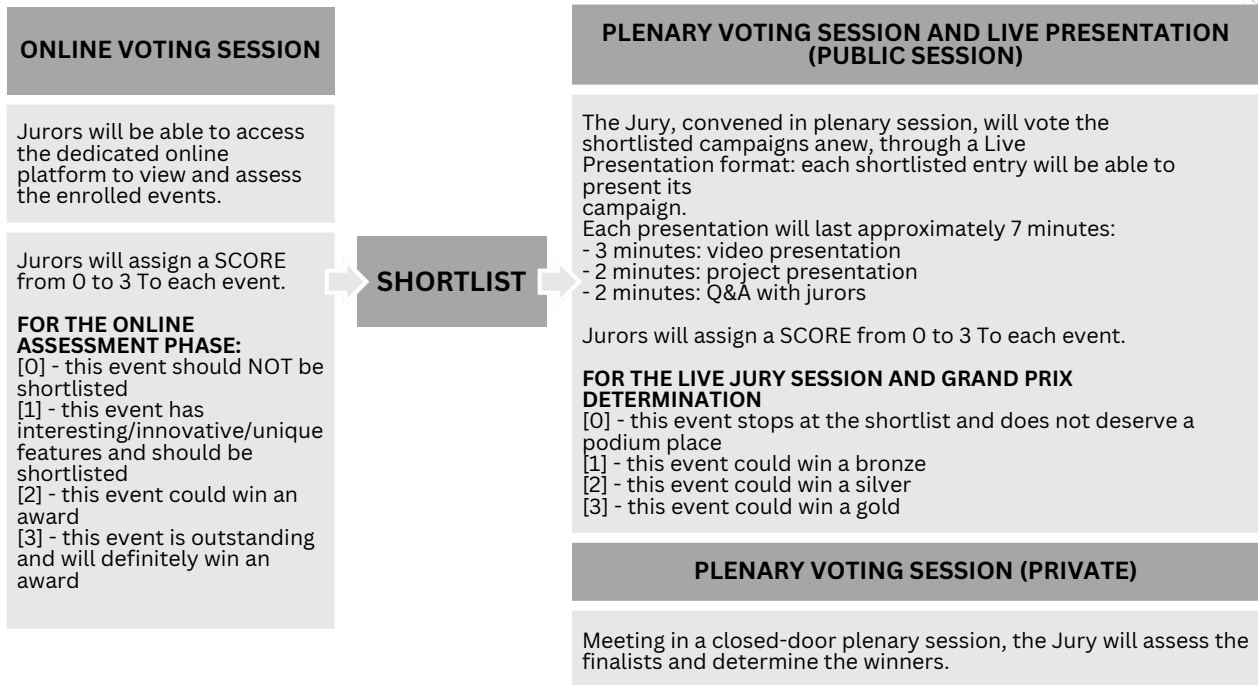 ONLINE VOTING SESSION
Jurors will be able to access
the dedicated online
platform to view and assess
the enrolled events.
Jurors will assign a SCORE
from 0 to 3 To each event.
FOR THE ONLINE
ASSESSMENT PHASE:
[0] - this event should NOT be
shortlisted
[1] - this event has
interesting/innovative/unique
features and should be
shortlisted
[2] - this event could win an
award
[3] - this event is outstanding
and will definitely win an
award
SHORTLIST
PLENARY VOTING SESSION AND LIVE PRESENTATION
(PUBLIC SESSION)
The Jury, convened in plenary session, will vote the
shortlisted campaigns anew, through a Live
Presentation format: each shortlisted entry will be able to
present its
campaign.
Each presentation will last approximately 7 minutes:
- 3 minutes: video presentation
- 2 minutes: project presentation
- 2 minutes: Q&A with jurors
Jurors will assign a SCORE from 0 to 3 To each event.
FOR THE LIVE JURY SESSION AND GRAND PRIX
DETERMINATION
[0] - this event stops at the shortlist and does not deserve a
podium place
[1] - this event could win a bronze
[2] - this event could win a silver
[3] - this event could win a gold
PLENARY VOTING SESSION (PRIVATE)
Meeting in a closed-door plenary session, the Jury will assess the
finalists and determine the winners.